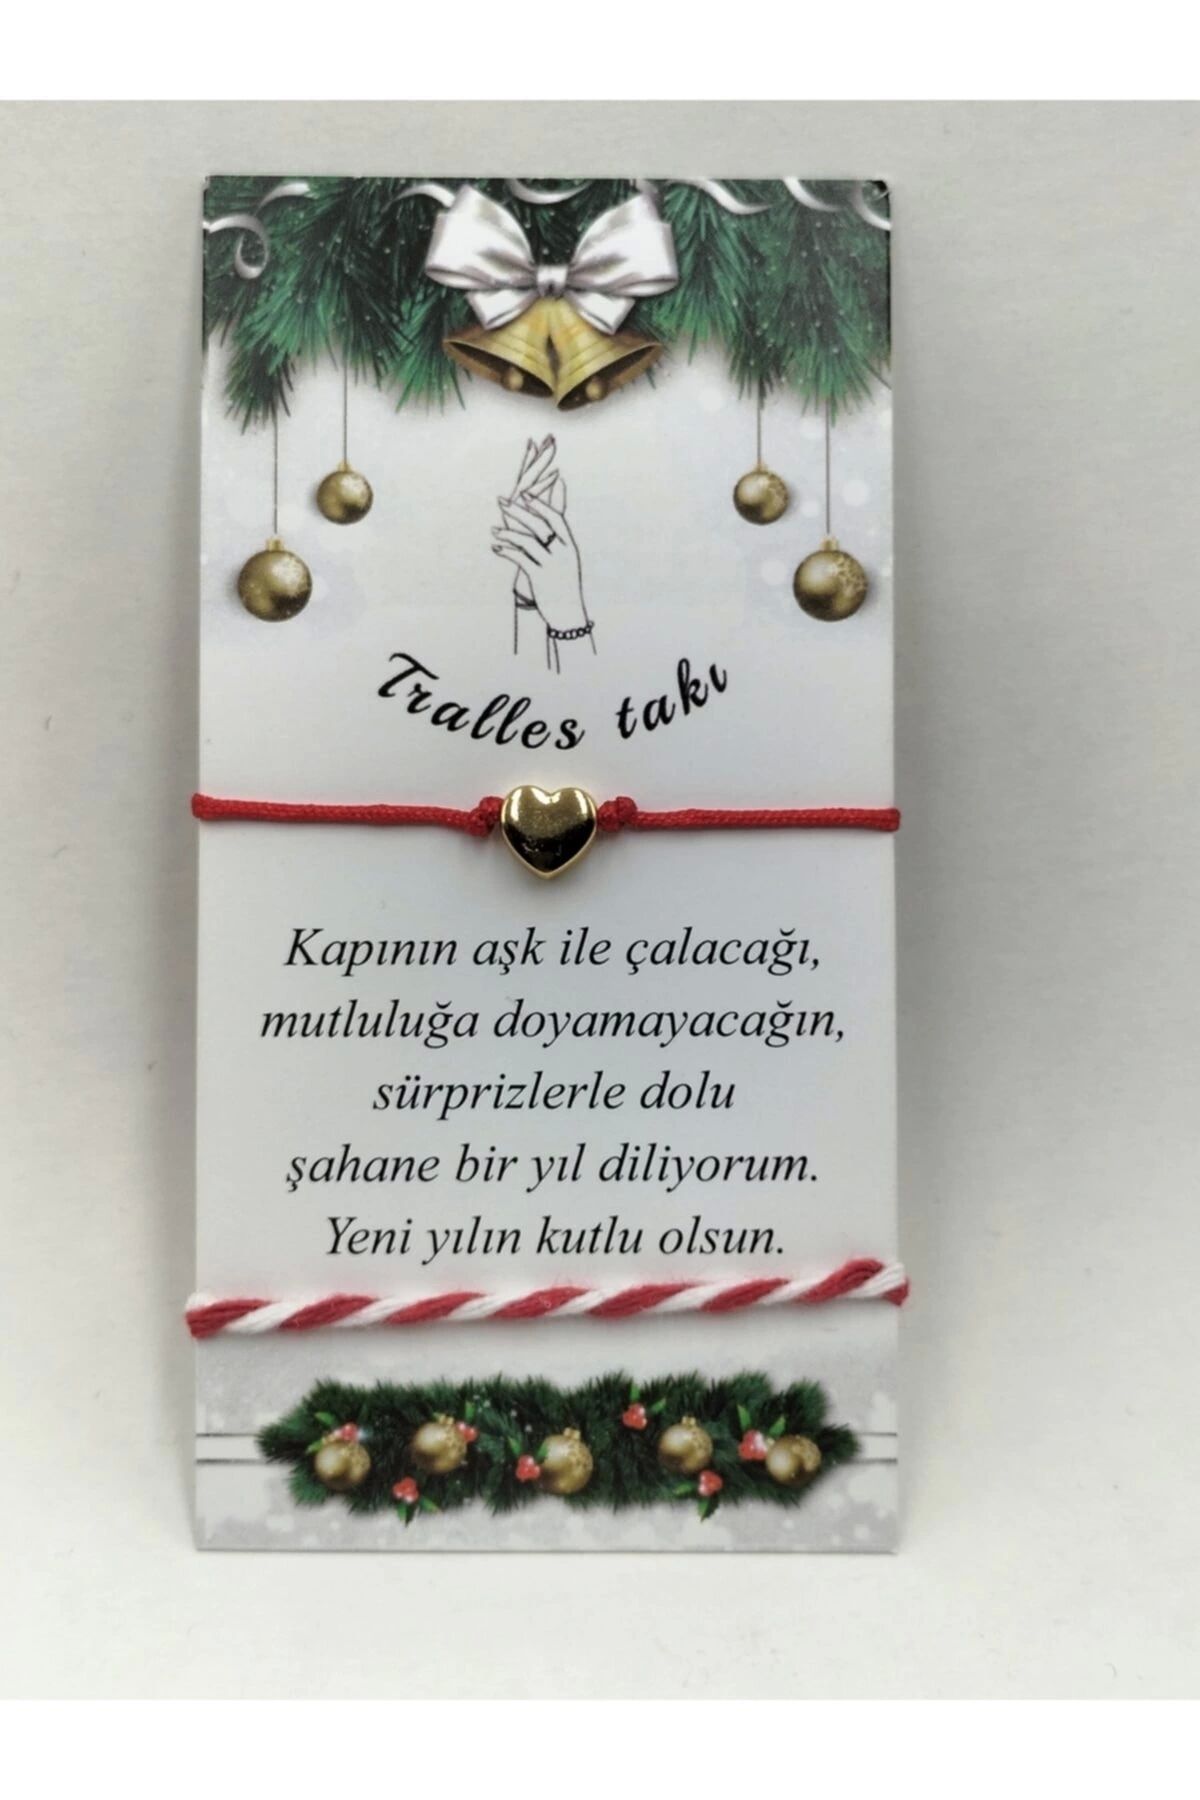 Tralles takı
Kapının aşk ile çalacağı,
mutluluğa doyamayacağın,
sürprizlerle dolu
şahane bir yıl diliyorum.
Yeni yılın kutlu olsun.